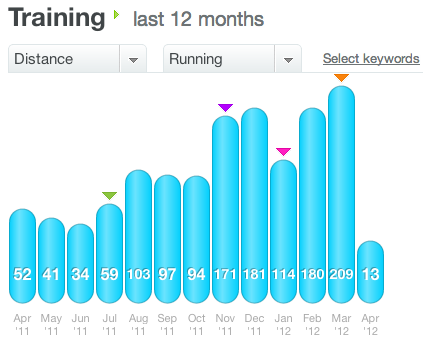 Training last 12 months
Distance Running Select keywords
52 41 34 59 103 97 94 171 181 114 180 209 13
Apr May Jun Jul Aug Sep Oct Nov Dec Jan Feb Mar Apr
'11 '11 '11 '11 '11 '11 '11 '11 '11 '12 '12 '12 '12